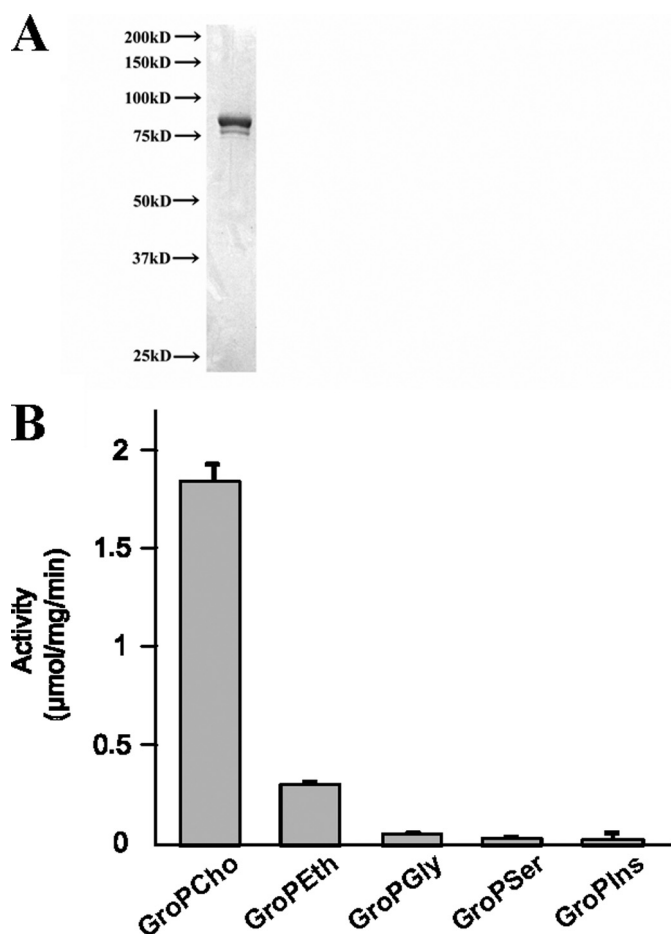 A
200kD
150kD
100kD
75kD
50kD
37kD
25kD
B
Activity
(µmol/mg/min)
2
1.5
1
0.5
0
GroPCho
GroPEth
GroPGly
GroPSer
GroPIns